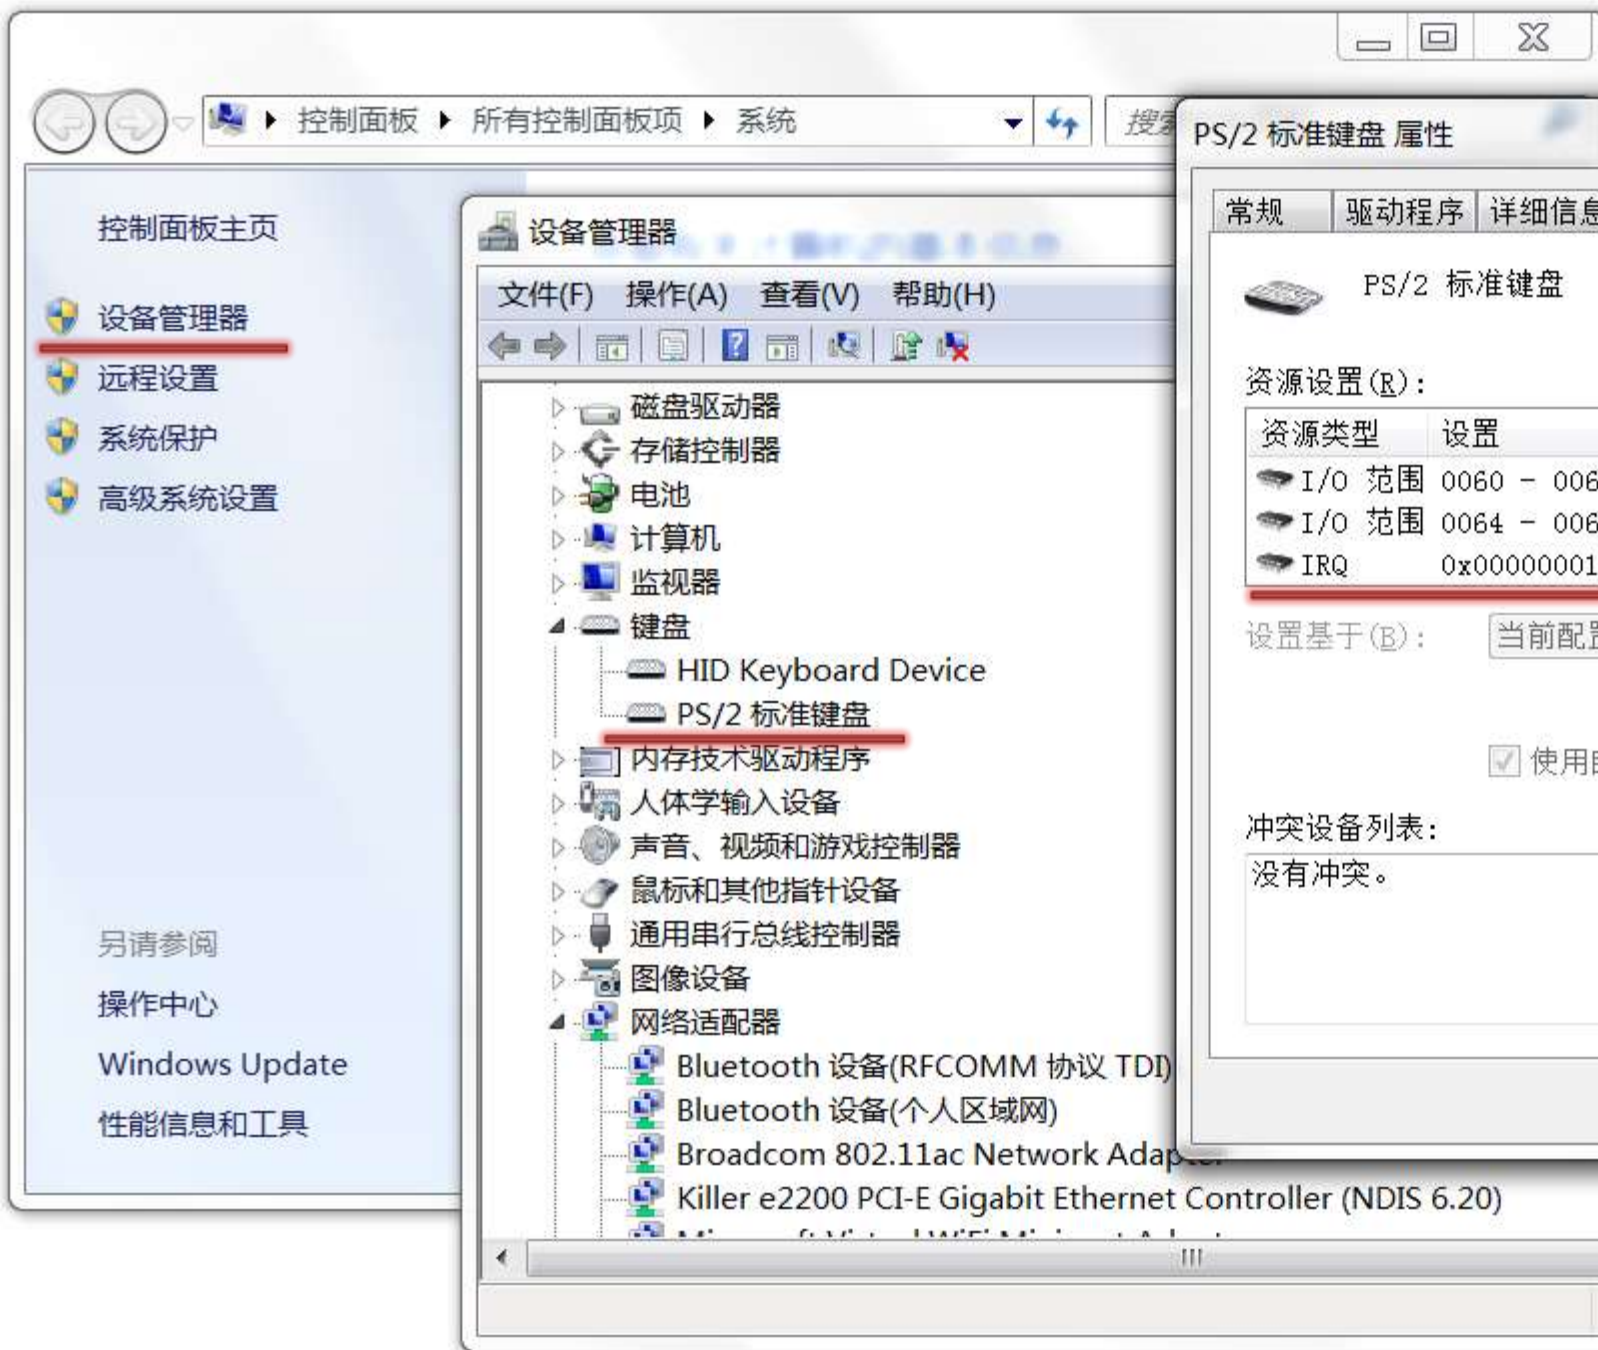 控制面板 所有控制面板项 系统
控制面板主页
设备管理器
远程设置
系统保护
高级系统设置
另请参阅
操作中心
Windows Update
性能信息和工具
设备管理器
文件(F) 操作(A) 查看(V) 帮助(H)
磁盘驱动器
存储控制器
电池
计算机
监视器
键盘
HID Keyboard Device
PS/2 标准键盘
内存技术驱动程序
人体学输入设备
声音、视频和游戏控制器
鼠标和其他指针设备
通用串行总线控制器
图像设备
网络适配器
Bluetooth 设备(RFCOMM 协议 TDI)
Bluetooth 设备(个人区域网)
Broadcom 802.11ac Network Adapter
Killer e2200 PCI-E Gigabit Ethernet Controller (NDIS 6.20)
PS/2 标准键盘 属性
常规 驱动程序 详细信息
PS/2 标准键盘
资源设置(R):
资源类型 设置
I/O 范围 0060 - 006
I/O 范围 0064 - 006
IRQ 0x00000001
设置基于(B): 当前配置
使用
冲突设备列表:
没有冲突。